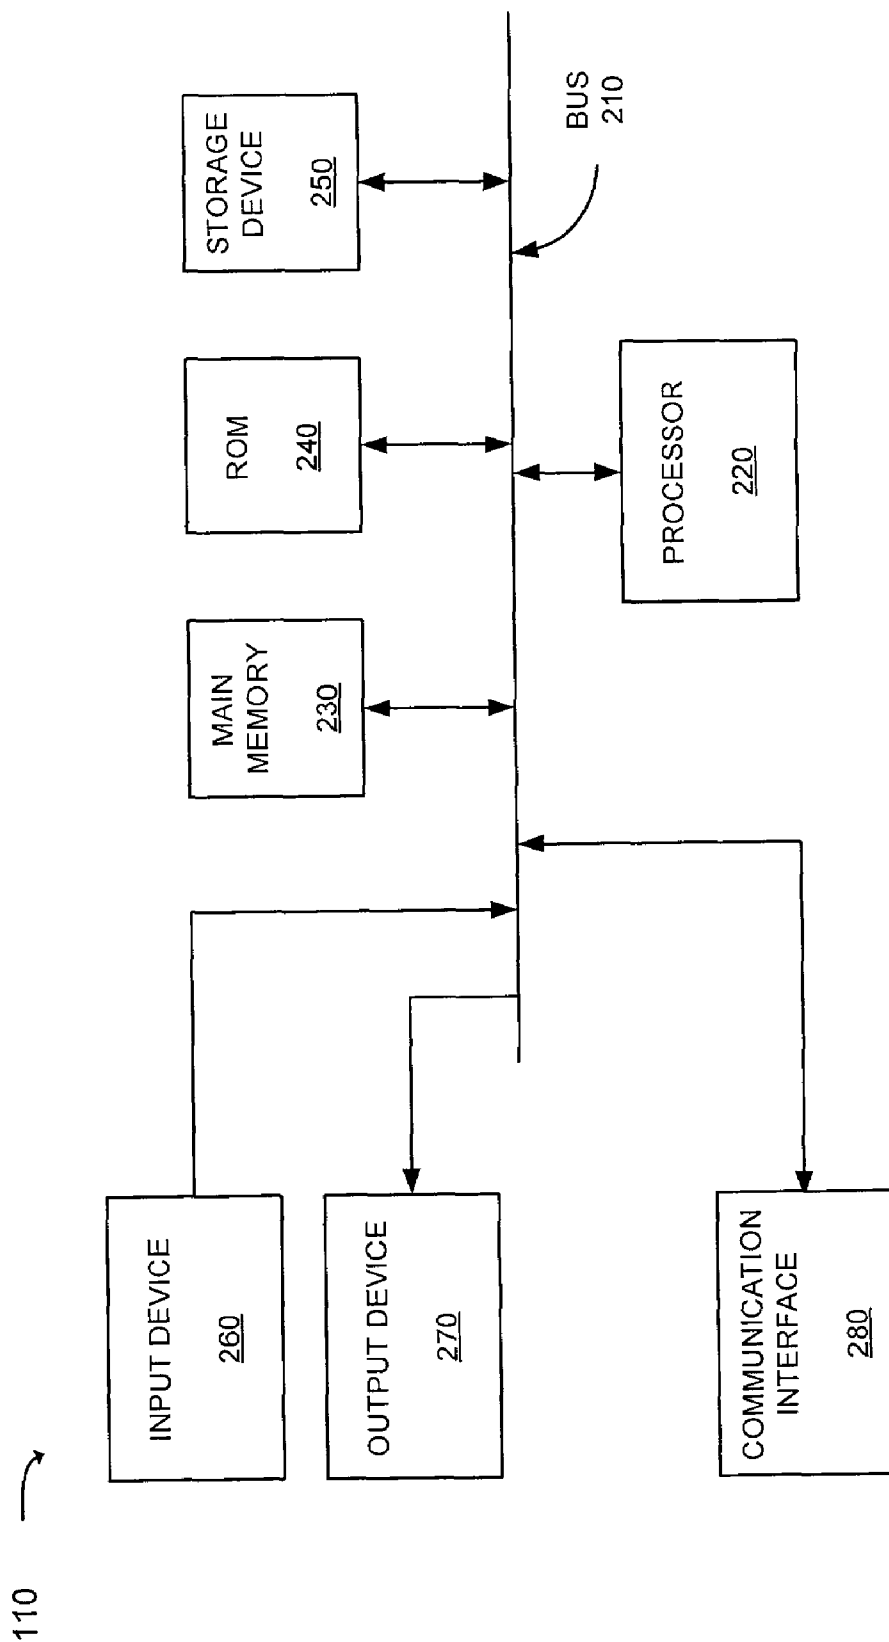 110
INPUT DEVICE
260
OUTPUT DEVICE
270
COMMUNICATION
INTERFACE
280
MAIN
MEMORY
230
ROM
240
STORAGE
DEVICE
250
PROCESSOR
220
BUS
210